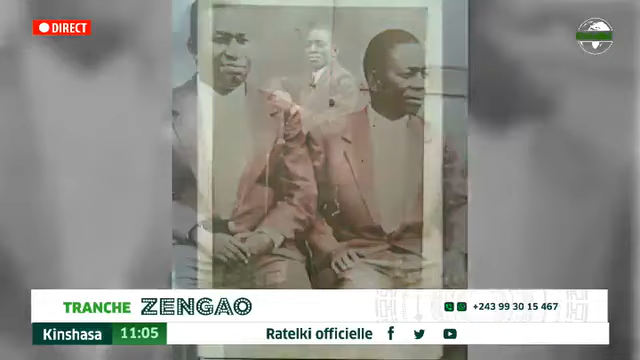 DIRECT
TRANCHE ZENGAO
+243 99 30 15 467
Kinshasa 11:05 Ratelki officielle